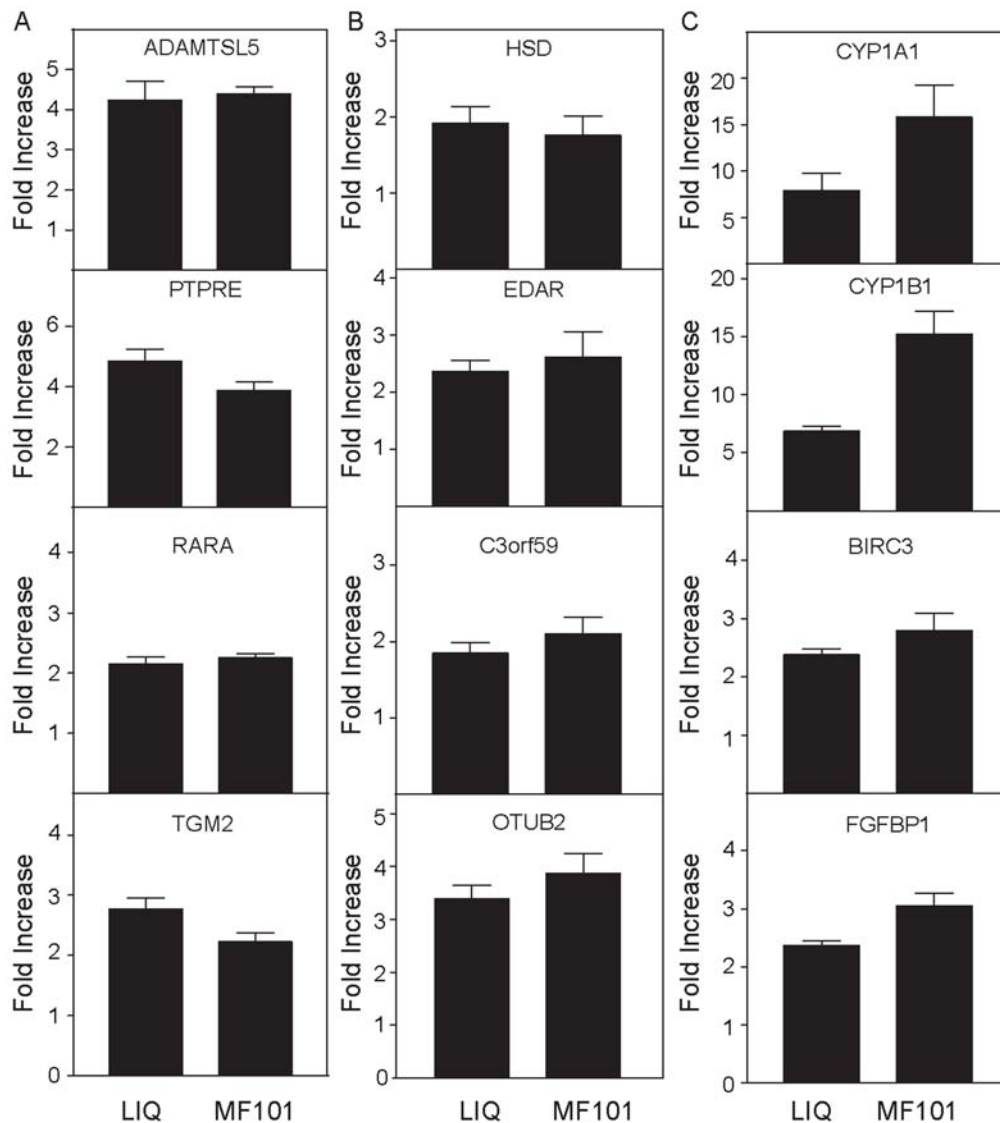 A
ADAMTSL5
Fold Increase
5
4
3
2
1
PTPRE
Fold Increase
6
4
2
RARA
Fold Increase
4
3
2
1
TGM2
Fold Increase
4
3
2
1
0
LIQ MF101
B
HSD
Fold Increase
3
2
1
EDAR
Fold Increase
4
3
2
1
C3orf59
Fold Increase
3
2
1
OTUB2
Fold Increase
5
4
3
2
1
0
LIQ MF101
C
CYP1A1
Fold Increase
20
15
10
5
CYP1B1
Fold Increase
20
15
10
5
BIRC3
Fold Increase
4
3
2
1
FGFBP1
Fold Increase
4
3
2
1
0
LIQ MF101